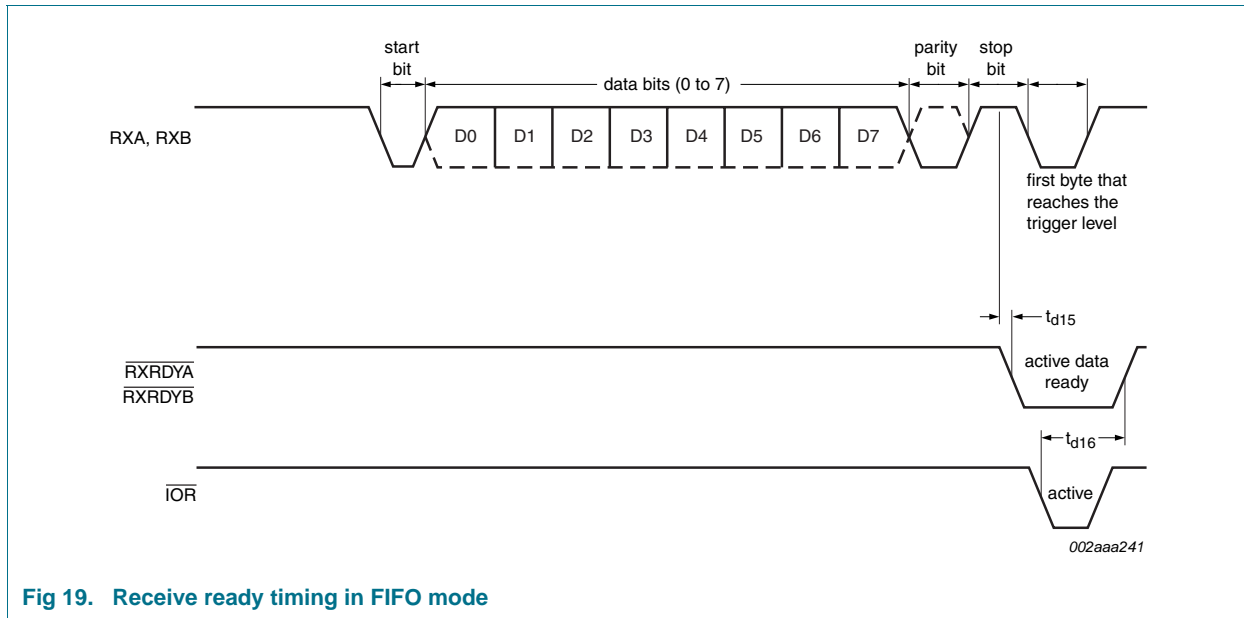 start
bit
data bits (0 to 7)
parity
bit
stop
bit
RXA, RXB
D0 D1 D2 D3 D4 D5 D6 D7
first byte that
reaches the
trigger level
td15
RXRDYA
RXRDYB
active data
ready
td16
IOR
active
002aaa241
Fig 19. Receive ready timing in FIFO mode